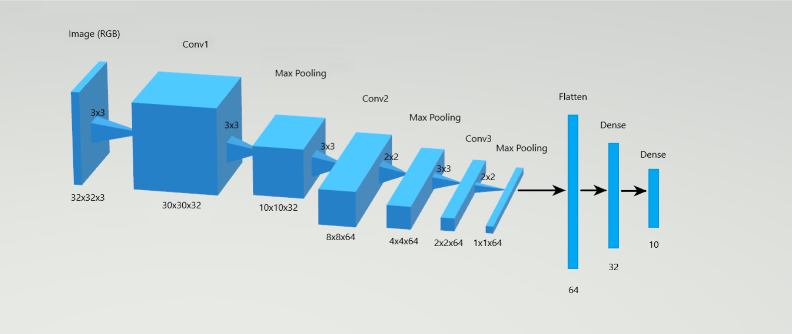 Image (RGB)
Conv1
Max Pooling
Conv2
Max Pooling
Conv3
Max Pooling
Flatten
Dense
Dense
3x3
3x3
3x3
2x2
3x3
2x2
32x32x3
30x30x32
10x10x32
8x8x64
4x4x64
2x2x64
1x1x64
64
32
10